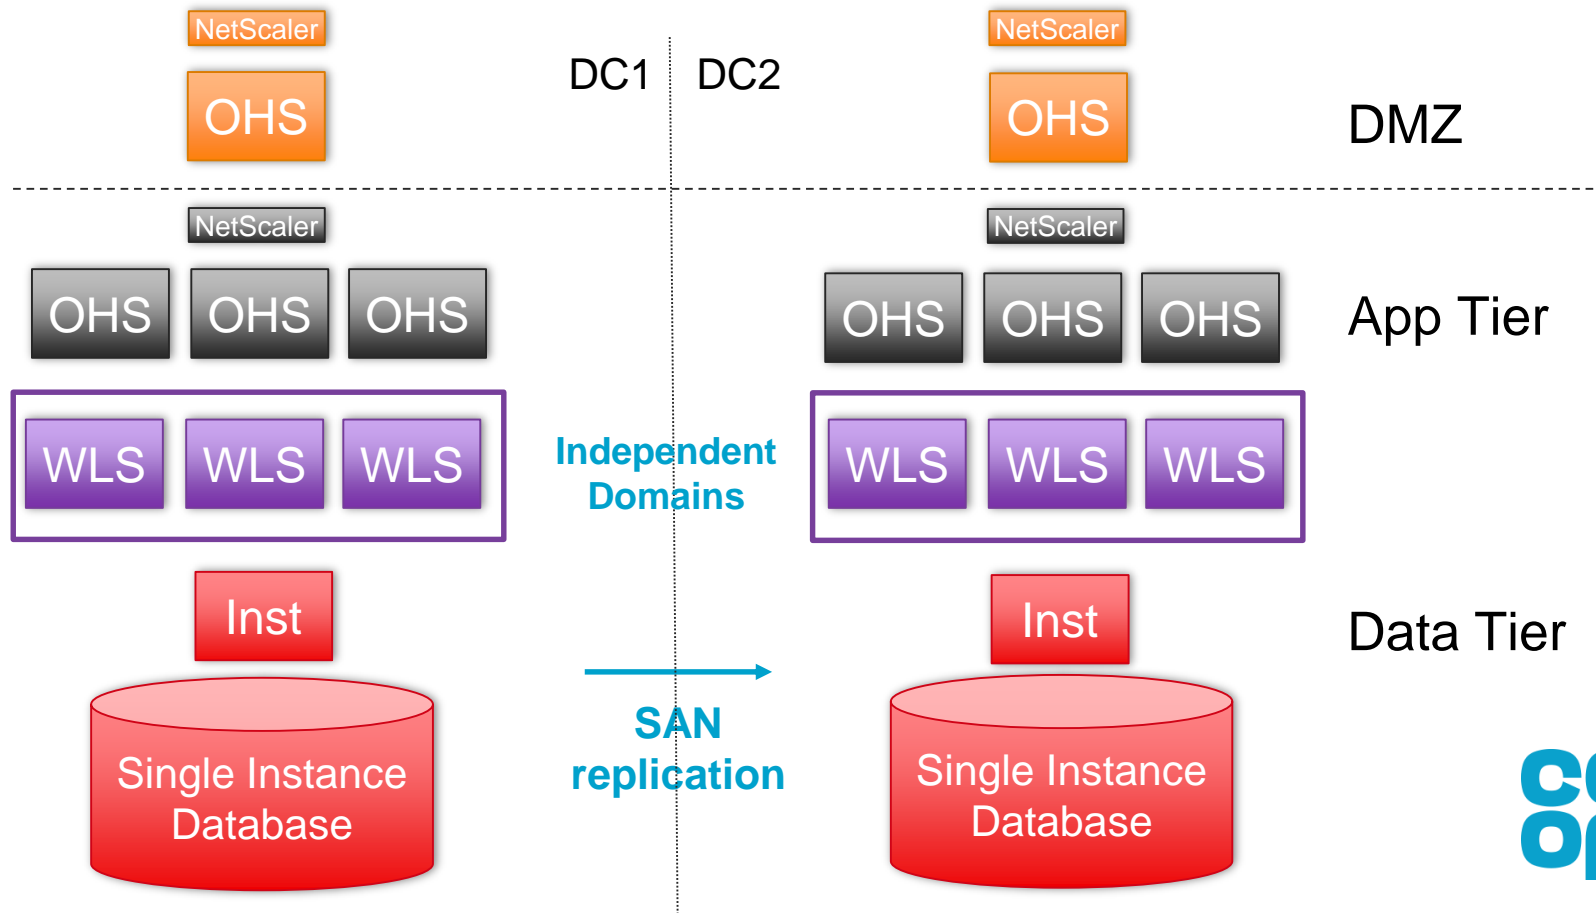 NetScaler
NetScaler
DC1
DC2
OHS
OHS
DMZ
NetScaler
NetScaler
OHS
OHS
OHS
OHS
OHS
OHS
App Tier
WLS
WLS
WLS
Independent
Domains
WLS
WLS
WLS
Inst
Inst
Data Tier
SAN
replication
Single Instance
Database
Single Instance
Database